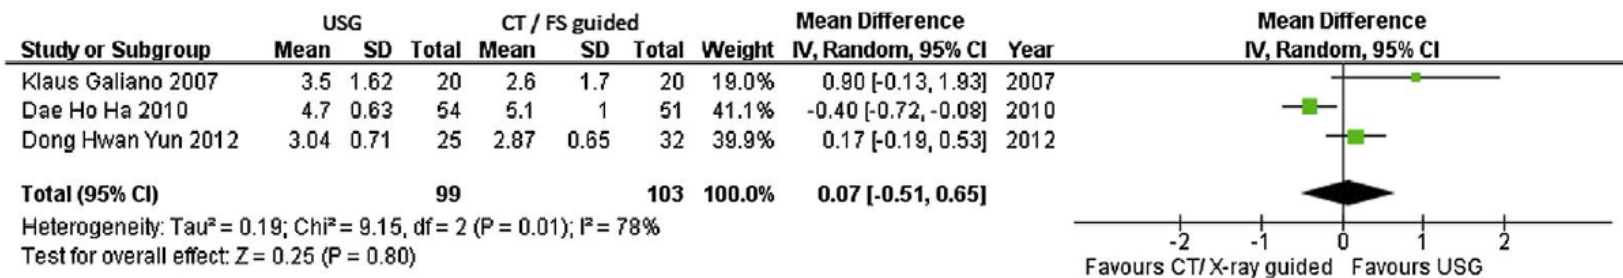 USG CT / FS guided Mean Difference Mean Difference
Study or Subgroup Mean SD Total Mean SD Total Weight IV, Random, 95% CI Year IV, Random, 95% CI
Klaus Galiano 2007 3.5 1.62 20 2.6 1.7 20 19.0% 0.90 [-0.13, 1.93] 2007
Dae Ho Ha 2010 4.7 0.63 54 5.1 1 51 41.1% -0.40 [-0.72, -0.08] 2010
Dong Hwan Yun 2012 3.04 0.71 25 2.87 0.65 32 39.9% 0.17 [-0.19, 0.53] 2012
Total (95% CI) 99 103 100.0% 0.07 [-0.51, 0.65]
Heterogeneity: Tau² = 0.19; Chi² = 9.15, df = 2 (P = 0.01); I² = 78%
Test for overall effect: Z = 0.25 (P = 0.80)
-2 -1 0 1 2
Favours CT/ X-ray guided Favours USG